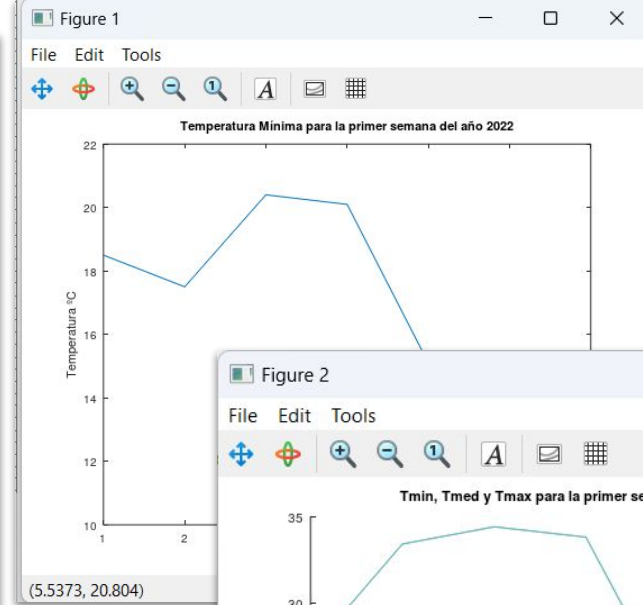 Figure 1
File Edit Tools
A
Temperatura Mínima para la primer semana del año 2022
22
20
18
16
14
12
10
Temperatura ºC
1 2
(5.5373, 20.804)
Figure 2
File Edit Tools
A
Tmin, Tmed y Tmax para la primer se
35
30